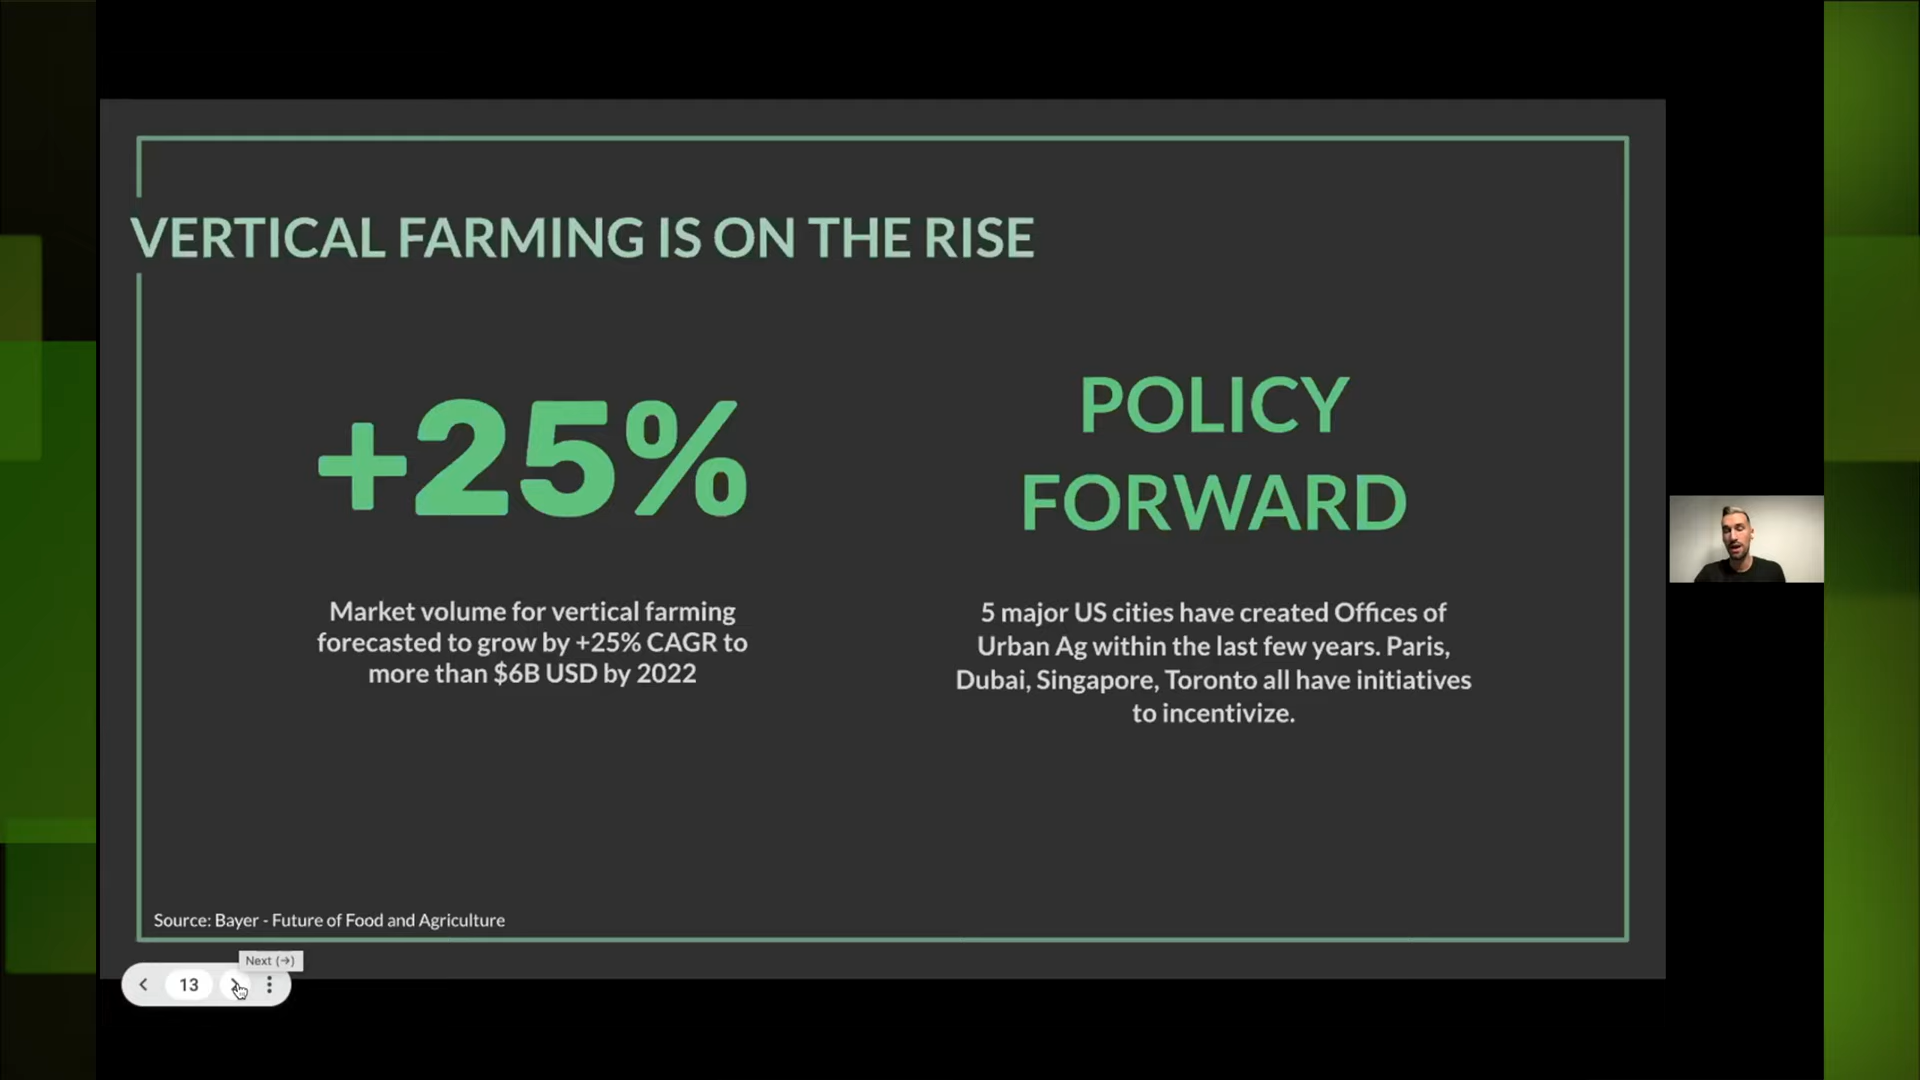 VERTICAL FARMING IS ON THE RISE
+25%
Market volume for vertical farming
forecasted to grow by +25% CAGR to
more than $6B USD by 2022
POLICY
FORWARD
5 major US cities have created Offices of
Urban Ag within the last few years. Paris,
Dubai, Singapore, Toronto all have initiatives
to incentivize.
Source: Bayer - Future of Food and Agriculture
Next (→)
13